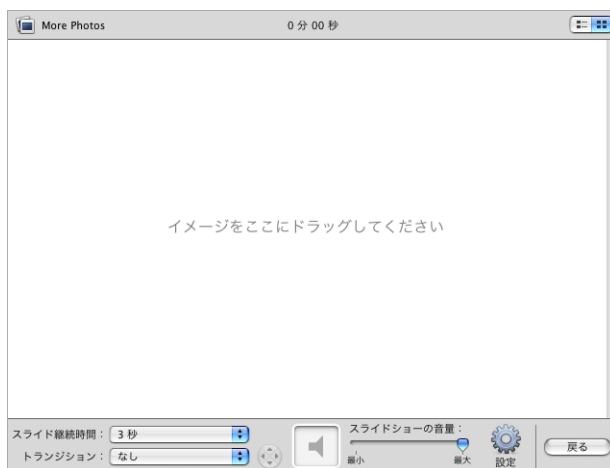 More Photos
0 分 00 秒
イメージをここにドラッグしてください
スライド継続時間： 3 秒
トランジション： なし
スライドショーの音量：
最小
最大
設定
戻る